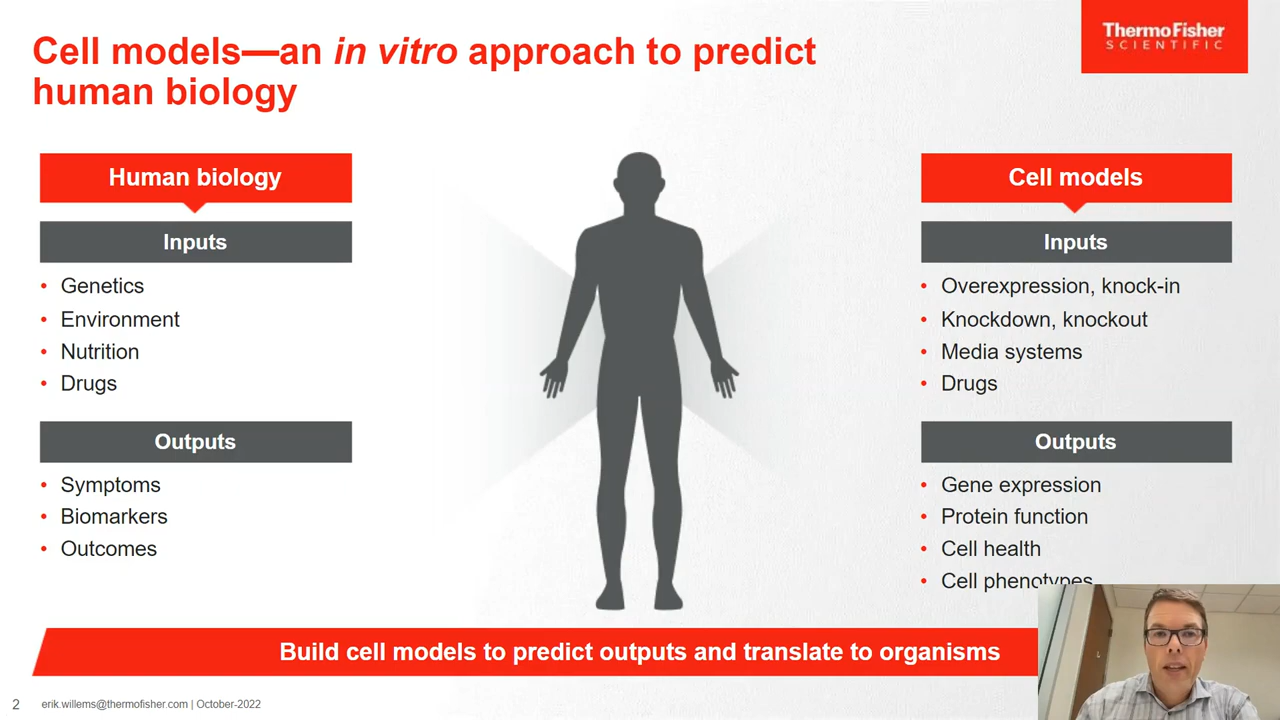 Cell models—an in vitro approach to predict
human biology
ThermoFisher
SCIENTIFIC
Human biology
Inputs
• Genetics
• Environment
• Nutrition
• Drugs
Outputs
• Symptoms
• Biomarkers
• Outcomes
Cell models
Inputs
• Overexpression, knock-in
• Knockdown, knockout
• Media systems
• Drugs
Outputs
• Gene expression
• Protein function
• Cell health
• Cell phenotypes
Build cell models to predict outputs and translate to organisms
2 erik.willems@thermofisher.com | October-2022